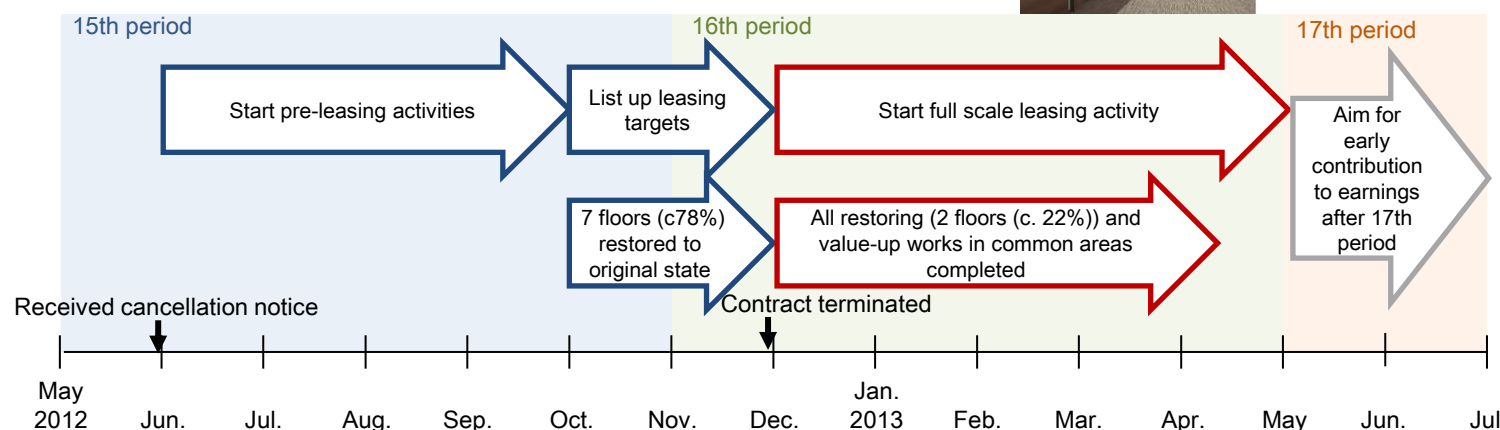 15th period
16th period
17th period
Start pre-leasing activities
List up leasing
targets
Start full scale leasing activity
Aim for
early
contribution
to earnings
after 17th
period
7 floors (c78%)
restored to
original state
All restoring (2 floors (c. 22%)) and
value-up works in common areas
completed
Received cancellation notice
Contract terminated
May
2012
Jun.
Jul.
Aug.
Sep.
Oct.
Nov.
Dec.
Jan.
2013
Feb.
Mar.
Apr.
May
Jun.
Jul